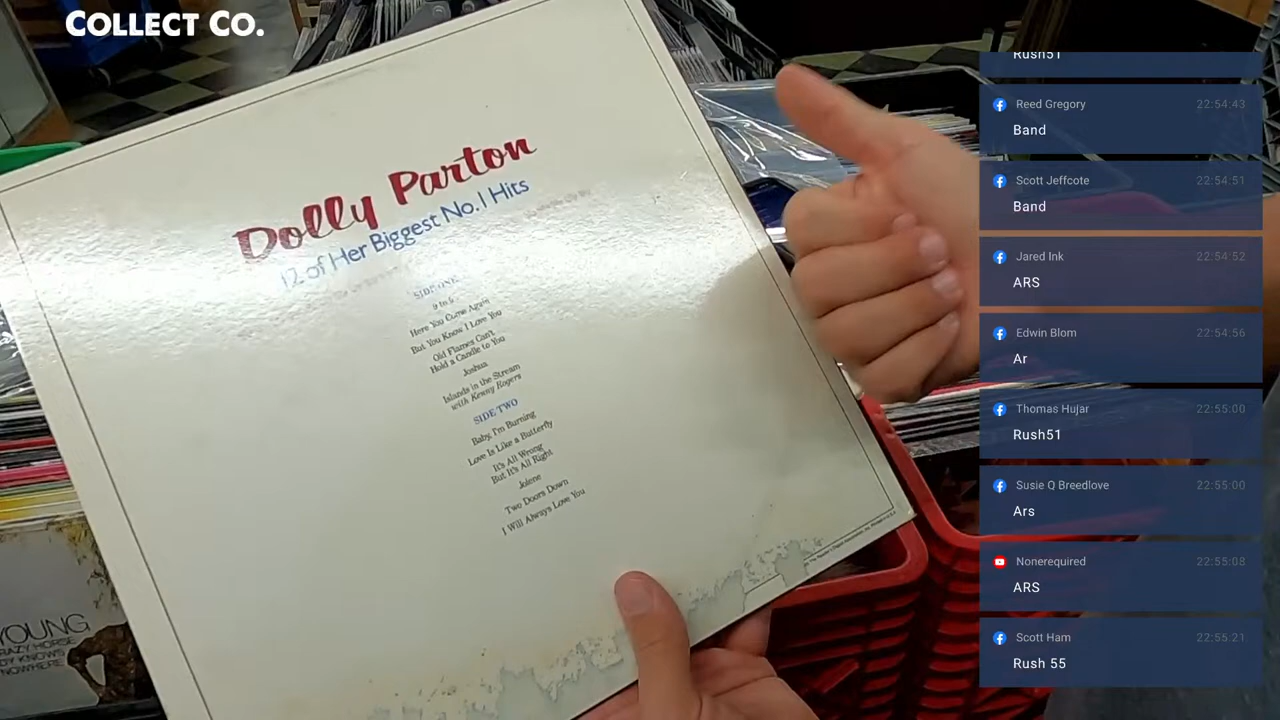 COLLECT CO.
Dolly Parton
12 of Her Biggest No. 1 Hits
SIDE ONE
9 to 5
Here You Come Again
But You Know I Love You
Old Flames Can't
Hold a Candle to You
Joshua
Islands in the Stream
with Kenny Rogers
SIDE TWO
Baby, I'm Burning
Love Is Like a Butterfly
It's All Wrong
But It's All Right
Jolene
Two Doors Down
I Will Always Love You
YOUNG
CRAZY HORSE
NOWHERE
Rush51
Reed Gregory 22:54:43
Band
Scott Jeffcote 22:54:51
Band
Jared Ink 22:54:52
ARS
Edwin Blom 22:54:56
Ar
Thomas Hujar 22:55:00
Rush51
Susie Q Breedlove 22:55:00
Ars
Nonerequired 22:55:08
ARS
Scott Ham 22:55:21
Rush 55